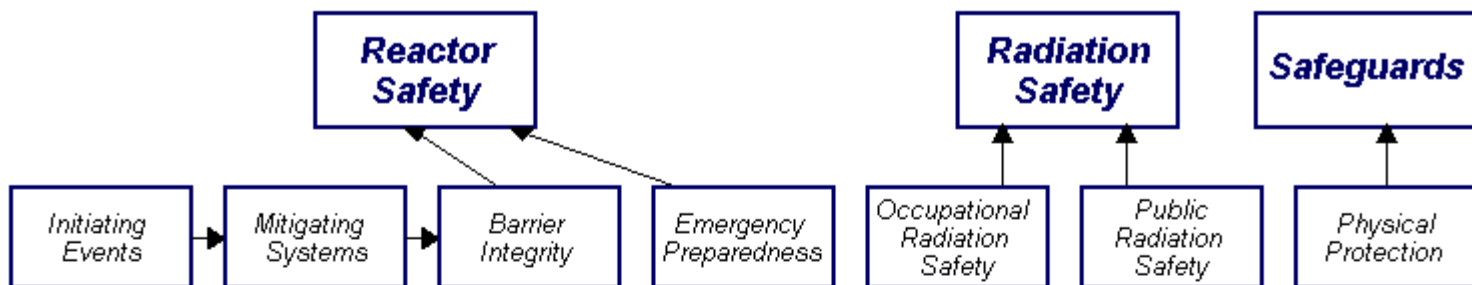 Reactor
Safety
Radiation
Safety
Safeguards
Initiating
Events
Mitigating
Systems
Barrier
Integrity
Emergency
Preparedness
Occupational
Radiation
Safety
Public
Radiation
Safety
Physical
Protection